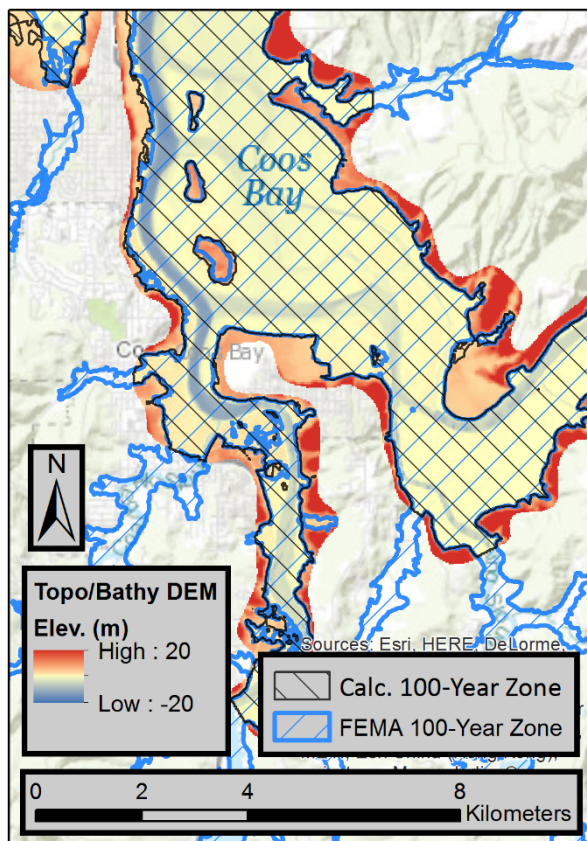 Coos
Bay
Bay
N
Topo/Bathy DEM
Elev. (m)
High : 20
Low : -20
Sources: Esri, HERE, DeLorme,
Calc. 100-Year Zone
FEMA 100-Year Zone
0 2 4 8
Kilometers